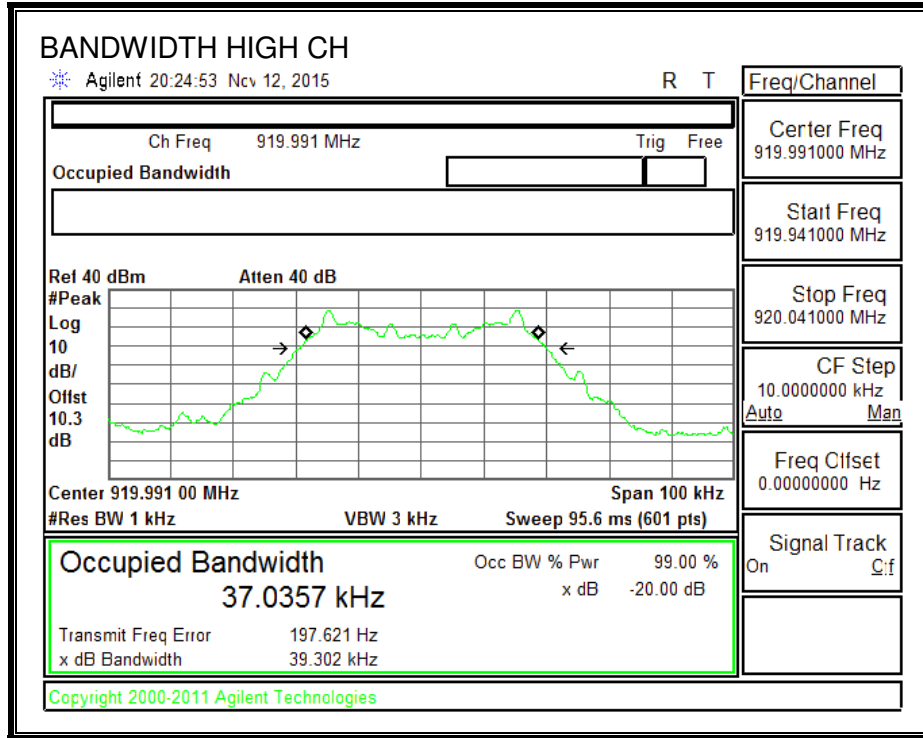 BANDWIDTH HIGH CH
Agilent 20:24:53 Nov 12, 2015 R T
Freq/Channel
Ch Freq 919.991 MHz Trig Free
Occupied Bandwidth
Center Freq
919.991000 MHz
Start Freq
919.941000 MHz
Stop Freq
920.041000 MHz
CF Step
10.0000000 kHz
Auto Man
Freq Offset
0.00000000 Hz
Signal Track
On Off
Ref 40 dBm Atten 40 dB
#Peak
Log
10
dB/
Offst
10.3
dB
Center 919.991 00 MHz Span 100 kHz
#Res BW 1 kHz VBW 3 kHz Sweep 95.6 ms (601 pts)
Occupied Bandwidth Occ BW % Pwr 99.00 %
37.0357 kHz x dB -20.00 dB
Transmit Freq Error 197.621 Hz
x dB Bandwidth 39.302 kHz
Copyright 2000-2011 Agilent Technologies